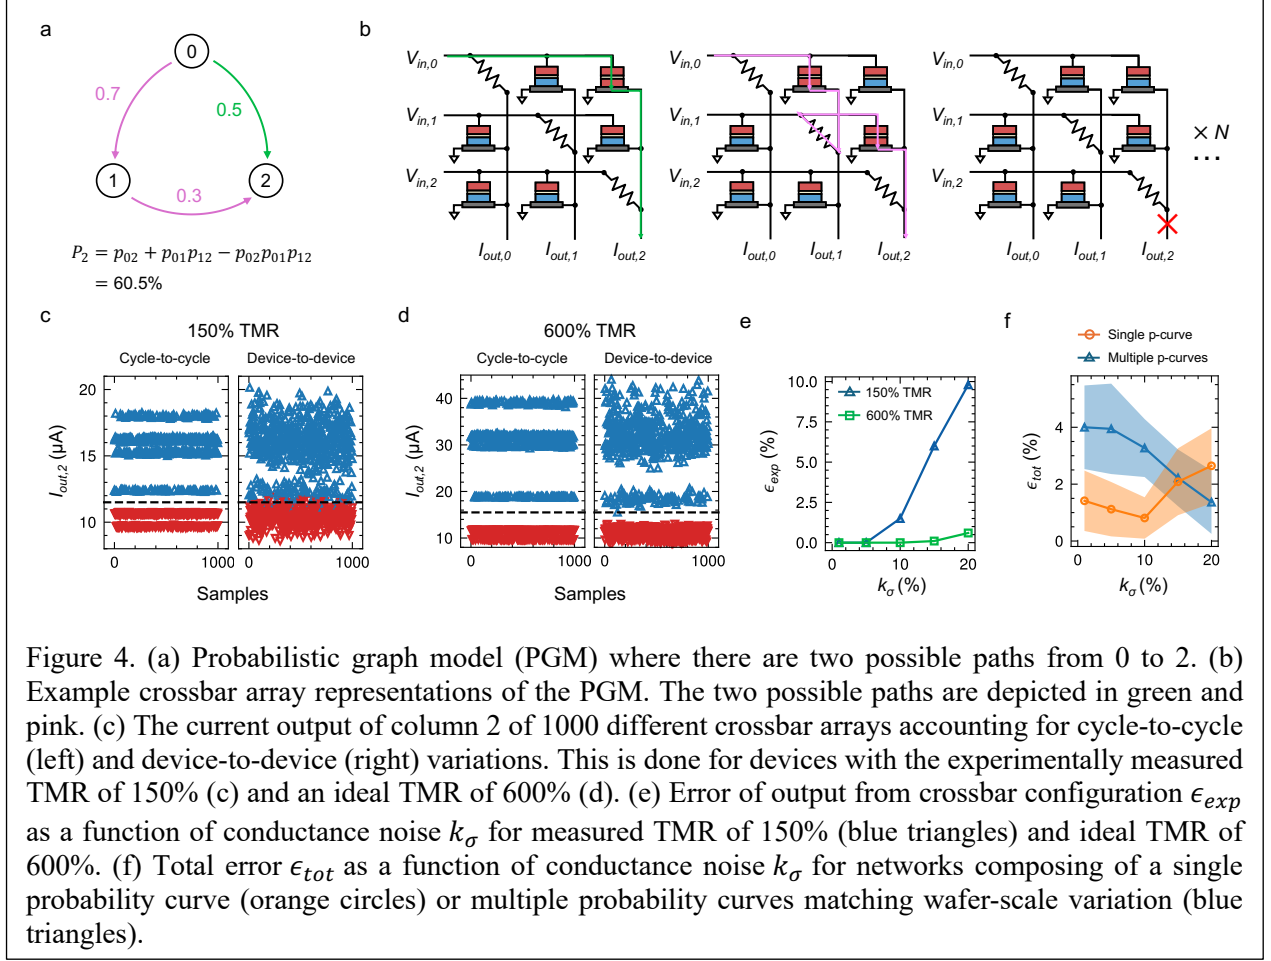 a
0
0.7
0.5
1
2
0.3
P₂ = p₀₂ + p₀₁p₁₂ − p₀₂p₀₁p₁₂
= 60.5%
b
V_in,0
V_in,1
V_in,2
I_out,0 I_out,1 I_out,2
V_in,0
V_in,1
V_in,2
I_out,0 I_out,1 I_out,2
V_in,0
V_in,1
V_in,2
I_out,0 I_out,1 I_out,2
× N
...
c
150% TMR
Cycle-to-cycle Device-to-device
I_out,2 (μA)
20
15
10
0 1000 0 1000
Samples
d
600% TMR
Cycle-to-cycle Device-to-device
I_out,2 (μA)
40
30
20
10
0 1000 0 1000
Samples
e
ϵ_exp (%)
10.0
7.5
5.0
2.5
0.0
150% TMR
600% TMR
0 10 20
k_σ (%)
f
Single p-curve
Multiple p-curves
ϵ_tot (%)
4
2
0
0 10 20
k_σ (%)
Figure 4. (a) Probabilistic graph model (PGM) where there are two possible paths from 0 to 2. (b)
Example crossbar array representations of the PGM. The two possible paths are depicted in green and
pink. (c) The current output of column 2 of 1000 different crossbar arrays accounting for cycle-to-cycle
(left) and device-to-device (right) variations. This is done for devices with the experimentally measured
TMR of 150% (c) and an ideal TMR of 600% (d). (e) Error of output from crossbar configuration ϵ_exp
as a function of conductance noise k_σ for measured TMR of 150% (blue triangles) and ideal TMR of
600%. (f) Total error ϵ_tot as a function of conductance noise k_σ for networks composing of a single
probability curve (orange circles) or multiple probability curves matching wafer-scale variation (blue
triangles).